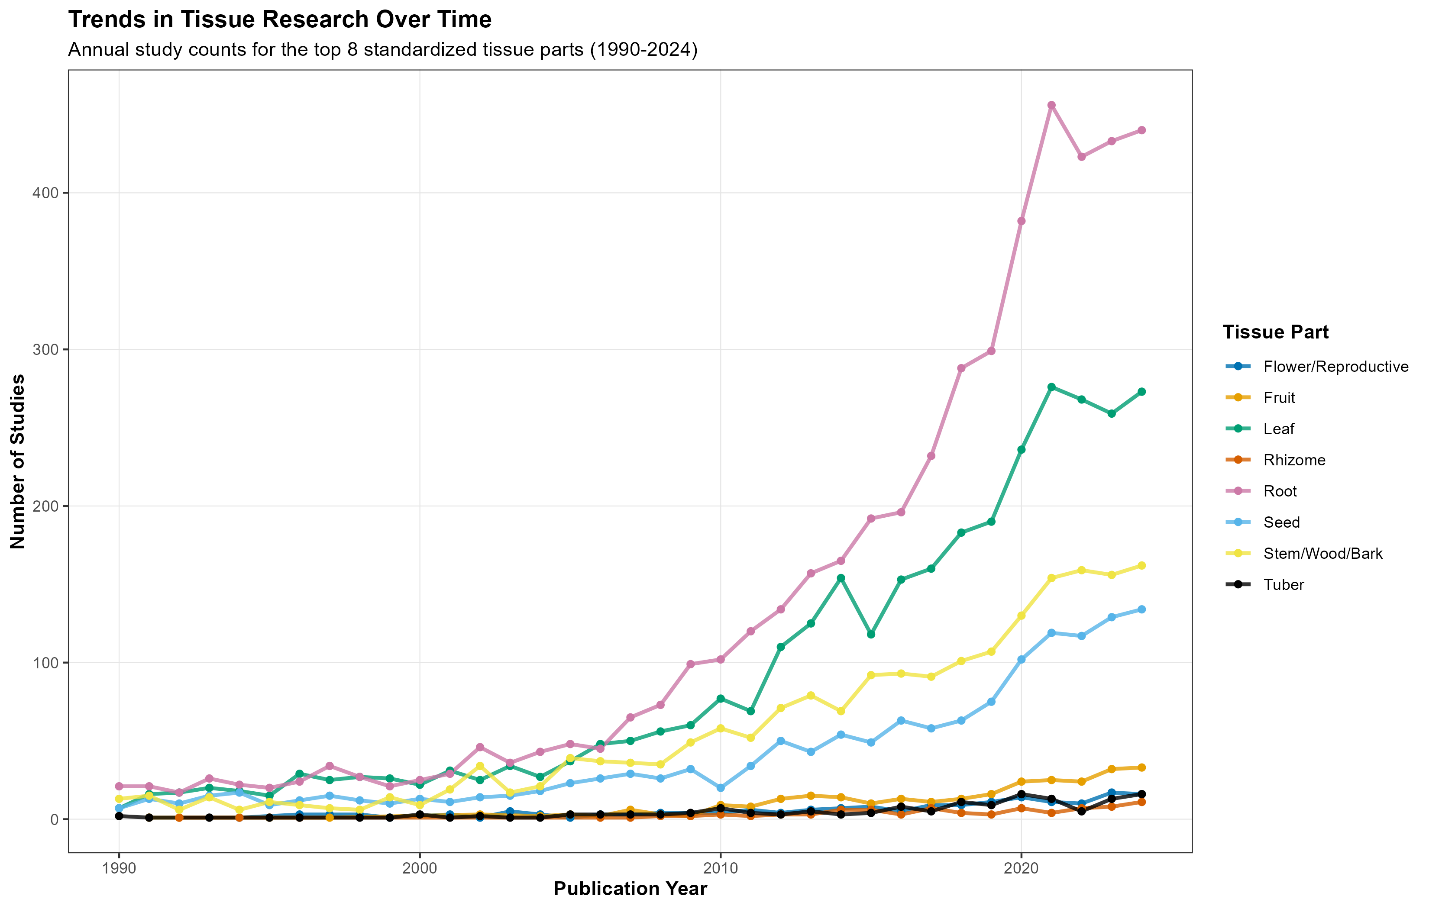 Trends in Tissue Research Over Time
Annual study counts for the top 8 standardized tissue parts (1990-2024)
Number of Studies
400
300
200
100
0
1990
2000
2010
2020
Publication Year
Tissue Part
Flower/Reproductive
Fruit
Leaf
Rhizome
Root
Seed
Stem/Wood/Bark
Tuber